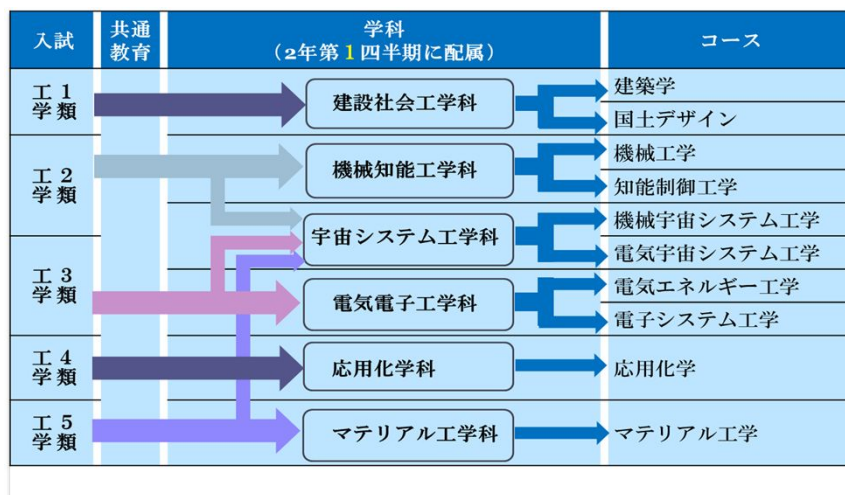 入試
共通
教育
学科
（2年第1四半期に配属）
コース
工1
学類
建設社会工学科
建築学
国土デザイン
工2
学類
機械知能工学科
機械工学
知能制御工学
宇宙システム工学科
機械宇宙システム工学
電気宇宙システム工学
工3
学類
電気電子工学科
電気エネルギー工学
電子システム工学
工4
学類
応用化学科
応用化学
工5
学類
マテリアル工学科
マテリアル工学